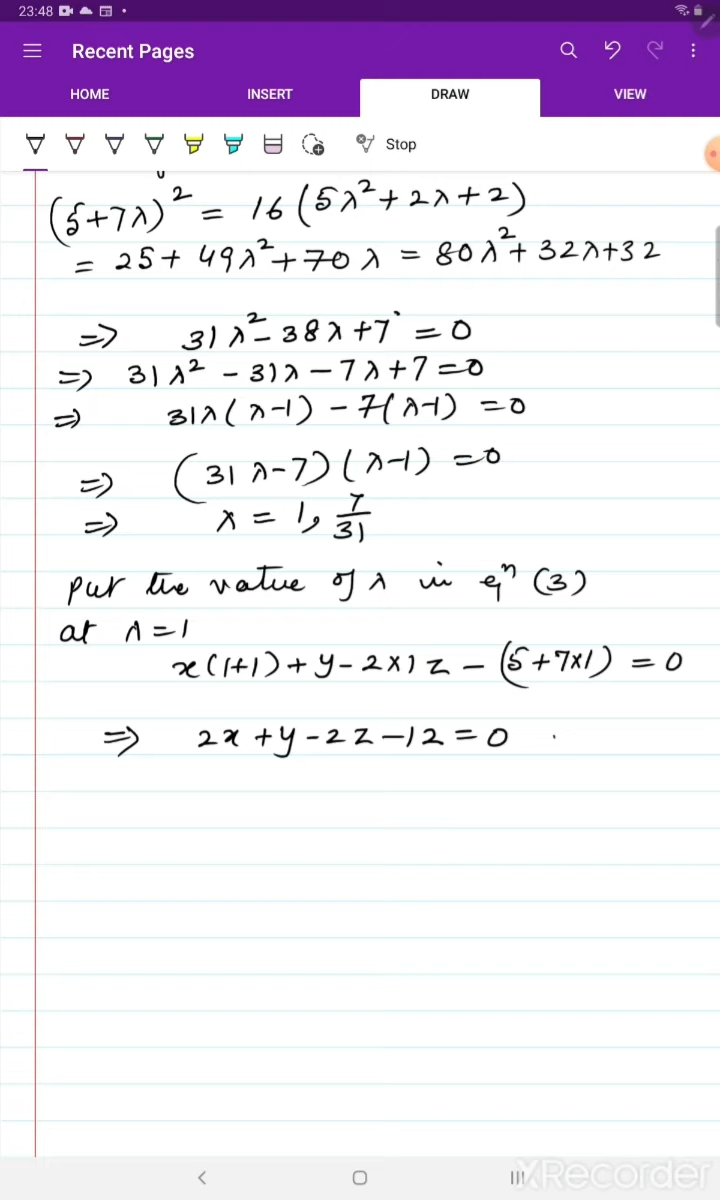 23:48
Recent Pages
HOME INSERT DRAW VIEW
Stop
(5+7λ)² = 16(5λ²+2λ+2)
= 25+49λ²+70λ = 80λ²+32λ+32
⇒ 31λ²-38λ+7 = 0
⇒ 31λ² - 31λ - 7λ+7=0
⇒ 31λ(λ-1) - 7(λ-1) = 0
⇒ (31λ-7)(λ-1) = 0
⇒ λ = 1, 7/31
put the value of λ in eqⁿ (3)
at λ=1
x(1+1)+y-2×1z-(5+7×1) = 0
⇒ 2x+y-2z-12=0
XRecorder